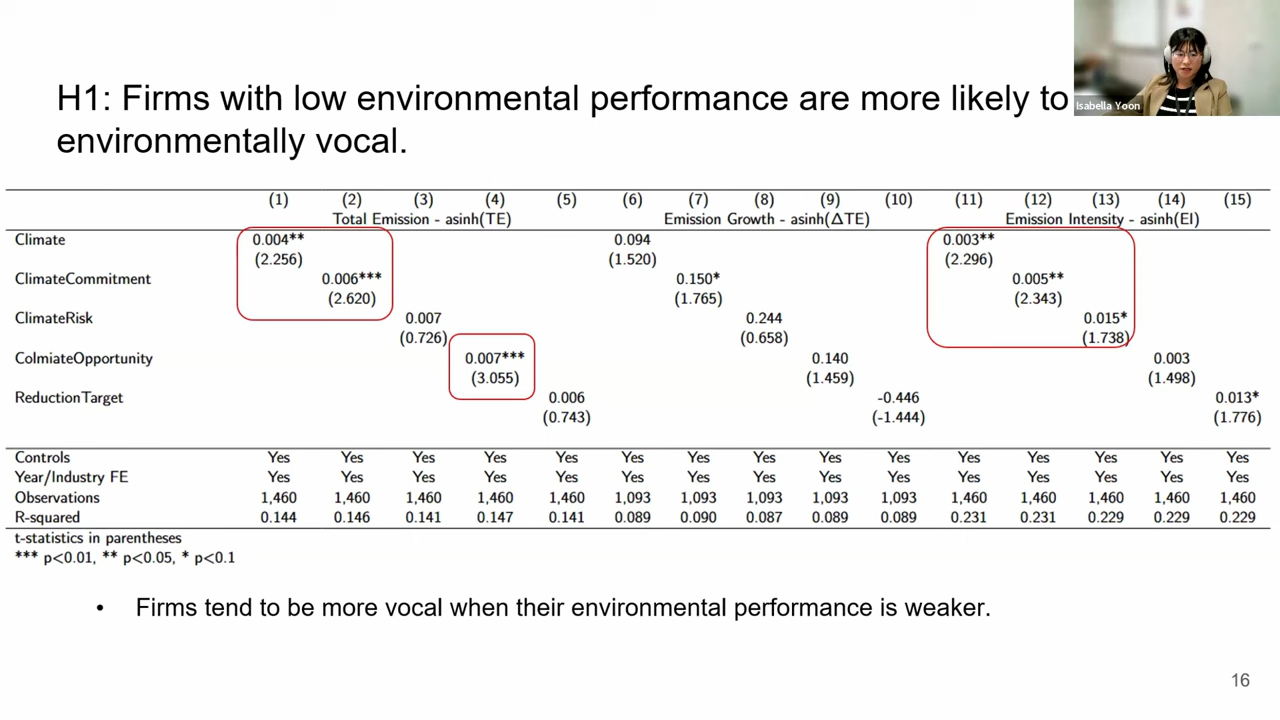 H1: Firms with low environmental performance are more likely to
environmentally vocal.
Isabella Yoon
(1) (2) (3) (4) (5) (6) (7) (8) (9) (10) (11) (12) (13) (14) (15)
Total Emission - asinh(TE) Emission Growth - asinh(ΔTE) Emission Intensity - asinh(EI)
Climate 0.004** 0.094 0.003**
(2.256) (1.520) (2.296)
ClimateCommitment 0.006*** 0.150* 0.005**
(2.620) (1.765) (2.343)
ClimateRisk 0.007 0.244 0.015*
(0.726) (0.658) (1.738)
ColmiateOpportunity 0.007*** 0.140 0.003
(3.055) (1.459) (1.498)
ReductionTarget 0.006 -0.446 0.013*
(0.743) (-1.444) (1.776)
Controls Yes Yes Yes Yes Yes Yes Yes Yes Yes Yes Yes Yes Yes Yes Yes
Year/Industry FE Yes Yes Yes Yes Yes Yes Yes Yes Yes Yes Yes Yes Yes Yes Yes
Observations 1,460 1,460 1,460 1,460 1,460 1,093 1,093 1,093 1,093 1,093 1,460 1,460 1,460 1,460 1,460
R-squared 0.144 0.146 0.141 0.147 0.141 0.089 0.090 0.087 0.089 0.089 0.231 0.231 0.229 0.229 0.229
t-statistics in parentheses
*** p<0.01, ** p<0.05, * p<0.1
• Firms tend to be more vocal when their environmental performance is weaker.
16